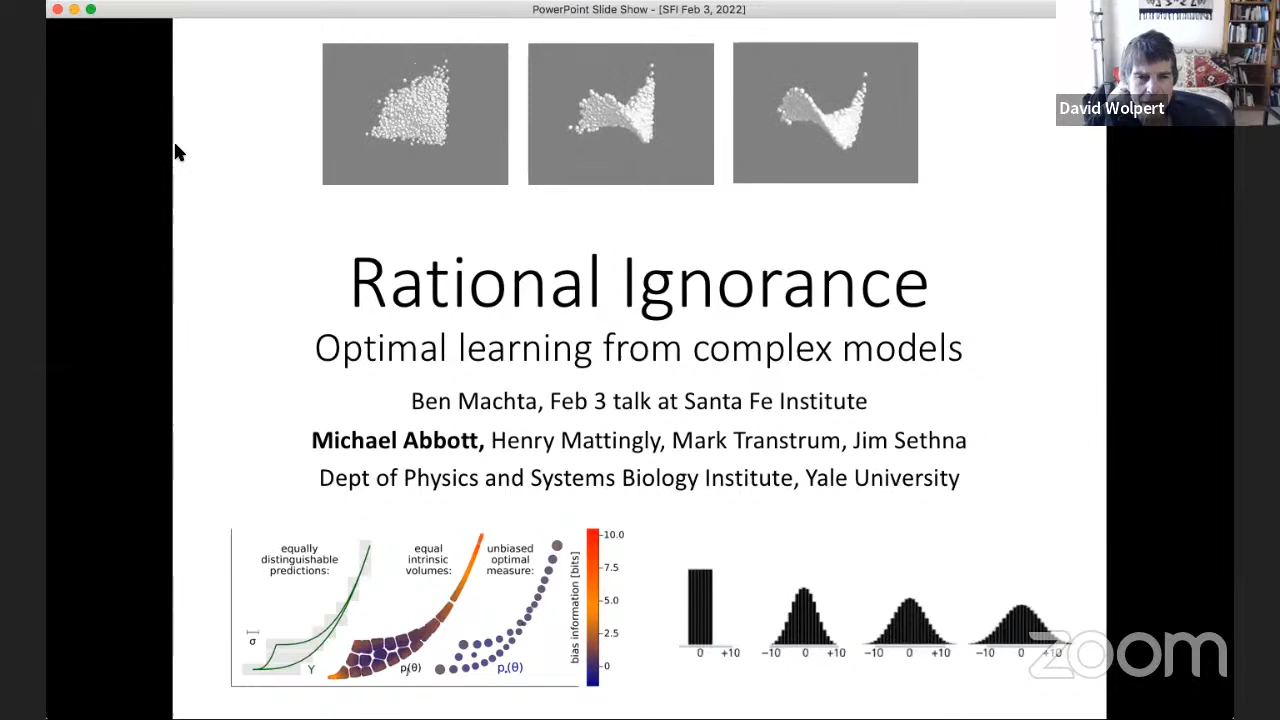 PowerPoint Slide Show - [SFI Feb 3, 2022]
David Wolpert
Rational Ignorance
Optimal learning from complex models
Ben Machta, Feb 3 talk at Santa Fe Institute
Michael Abbott, Henry Mattingly, Mark Transtrum, Jim Sethna
Dept of Physics and Systems Biology Institute, Yale University
equally
distinguishable
predictions:
σ
Y
equal
intrinsic
volumes:
σ
pⱼ(θ)
unbiased
optimal
measure:
p⋆(θ)
bias information [bits]
10.0
7.5
5.0
2.5
0
0 +10
−10 0 +10
−10 0 +10
−10 0 +10
zoom